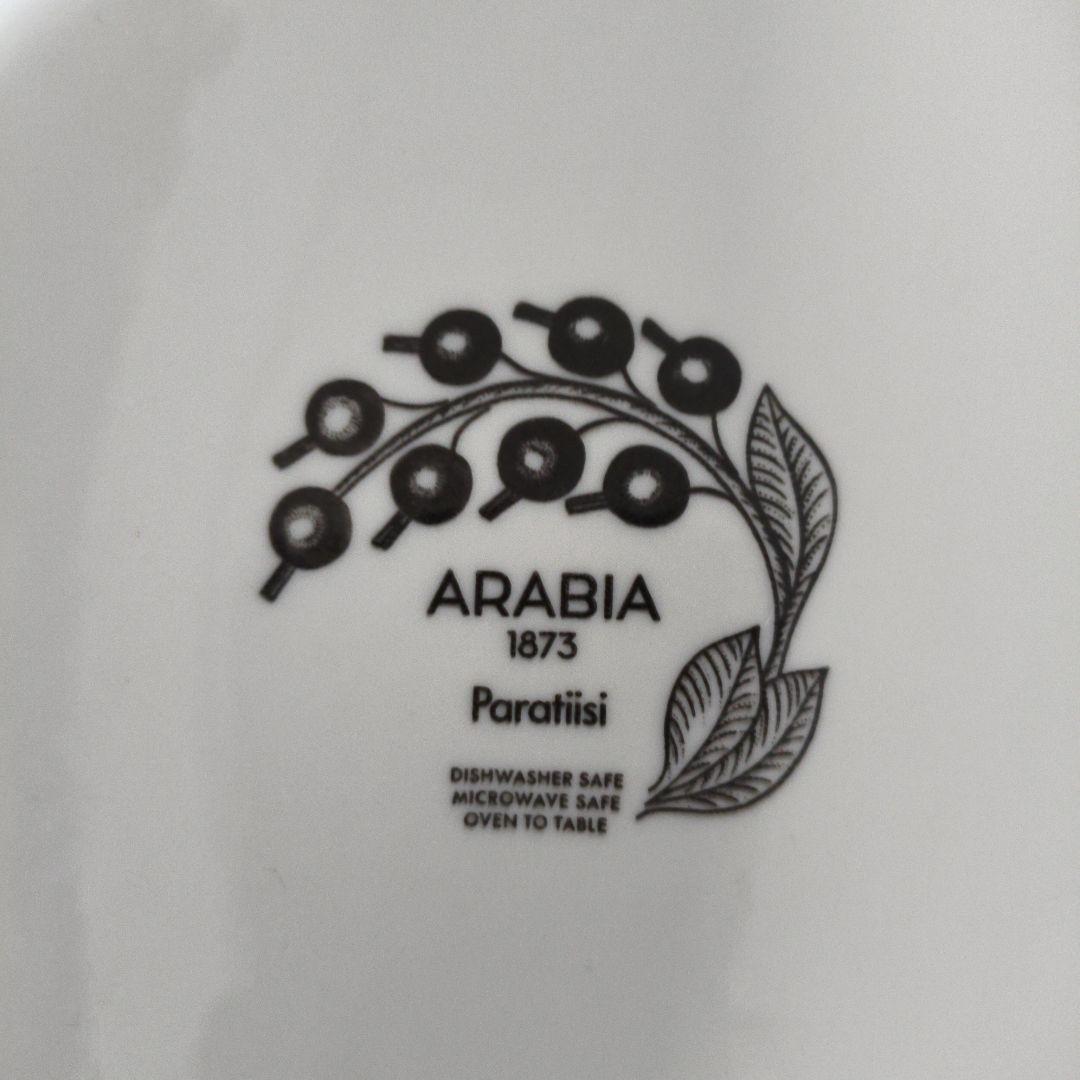 ARABIA
1873
Paratiisi
DISHWASHER SAFE
MICROWAVE SAFE
OVEN TO TABLE